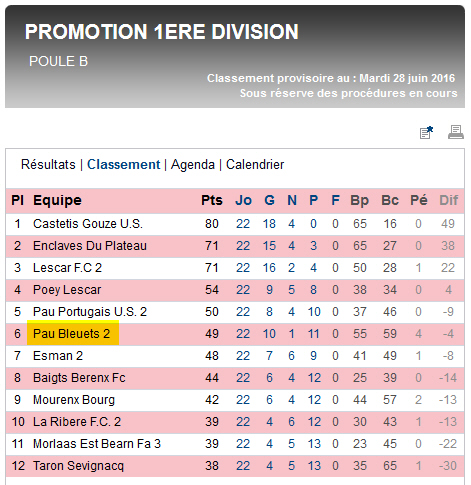 PROMOTION 1ERE DIVISION
POULE B
Classement provisoire au : Mardi 28 juin 2016
Sous réserve des procédures en cours
Résultats | Classement | Agenda | Calendrier
Pl Equipe Pts Jo G N P F Bp Bc Pé Dif
1 Castetis Gouze U.S. 80 22 18 4 0 0 65 16 0 49
2 Enclaves Du Plateau 71 22 15 4 3 0 65 27 0 38
3 Lescar F.C 2 71 22 16 2 4 0 50 28 1 22
4 Poey Lescar 54 22 9 5 8 0 38 34 0 4
5 Pau Portugais U.S. 2 50 22 8 4 10 0 37 46 0 -9
6 Pau Bleuets 2 49 22 10 1 11 0 55 59 4 -4
7 Esman 2 48 22 7 6 9 0 41 49 1 -8
8 Baigts Berenx Fc 44 22 6 4 12 0 25 39 0 -14
9 Mourenx Bourg 42 22 6 4 12 0 44 57 2 -13
10 La Ribere F.C. 2 39 22 4 6 12 0 30 43 1 -13
11 Morlaas Est Bearn Fa 3 39 22 4 5 13 0 23 45 0 -22
12 Taron Sevignacq 38 22 4 5 13 0 35 65 1 -30